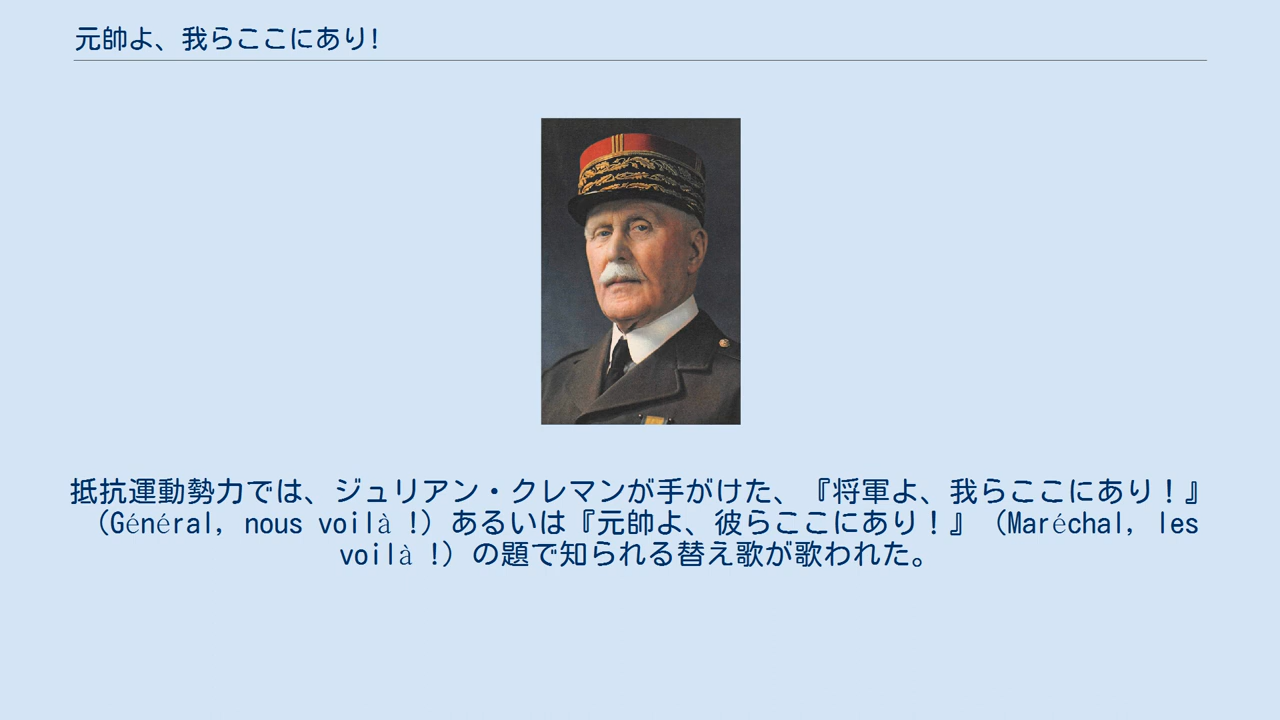 元帥よ、我らここにあり!
抵抗運動勢力では、ジュリアン・クレマンが手がけた、『将軍よ、我らここにあり！』
（Général, nous voilà !）あるいは『元帥よ、彼らここにあり！』（Maréchal, les
voilà !）の題で知られる替え歌が歌われた。